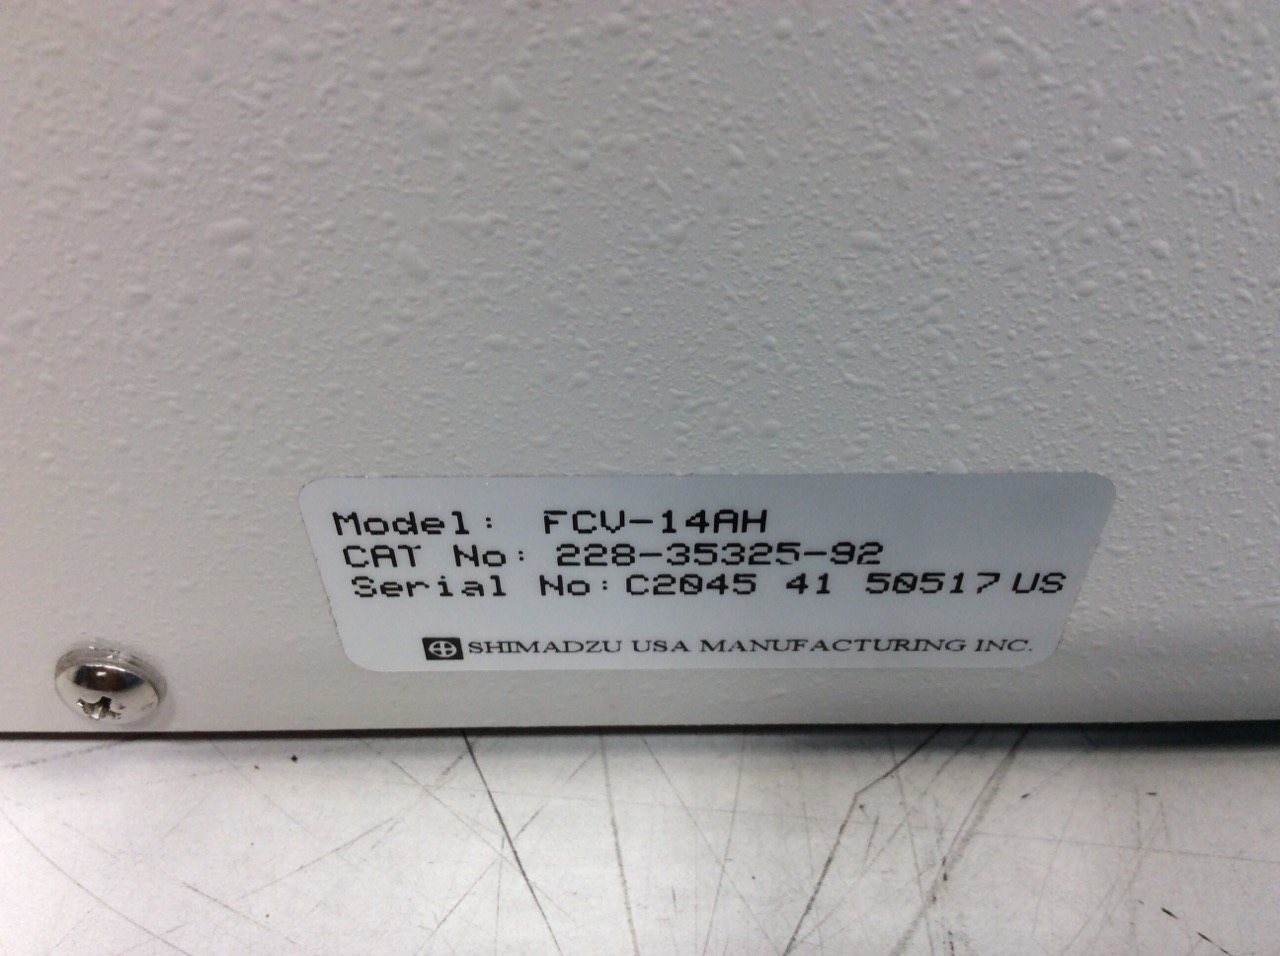 Model: FCV-14AH
CAT No: 228-35325-92
Serial No: C2045 41 50517 US
SHIMADZU USA MANUFACTURING INC.